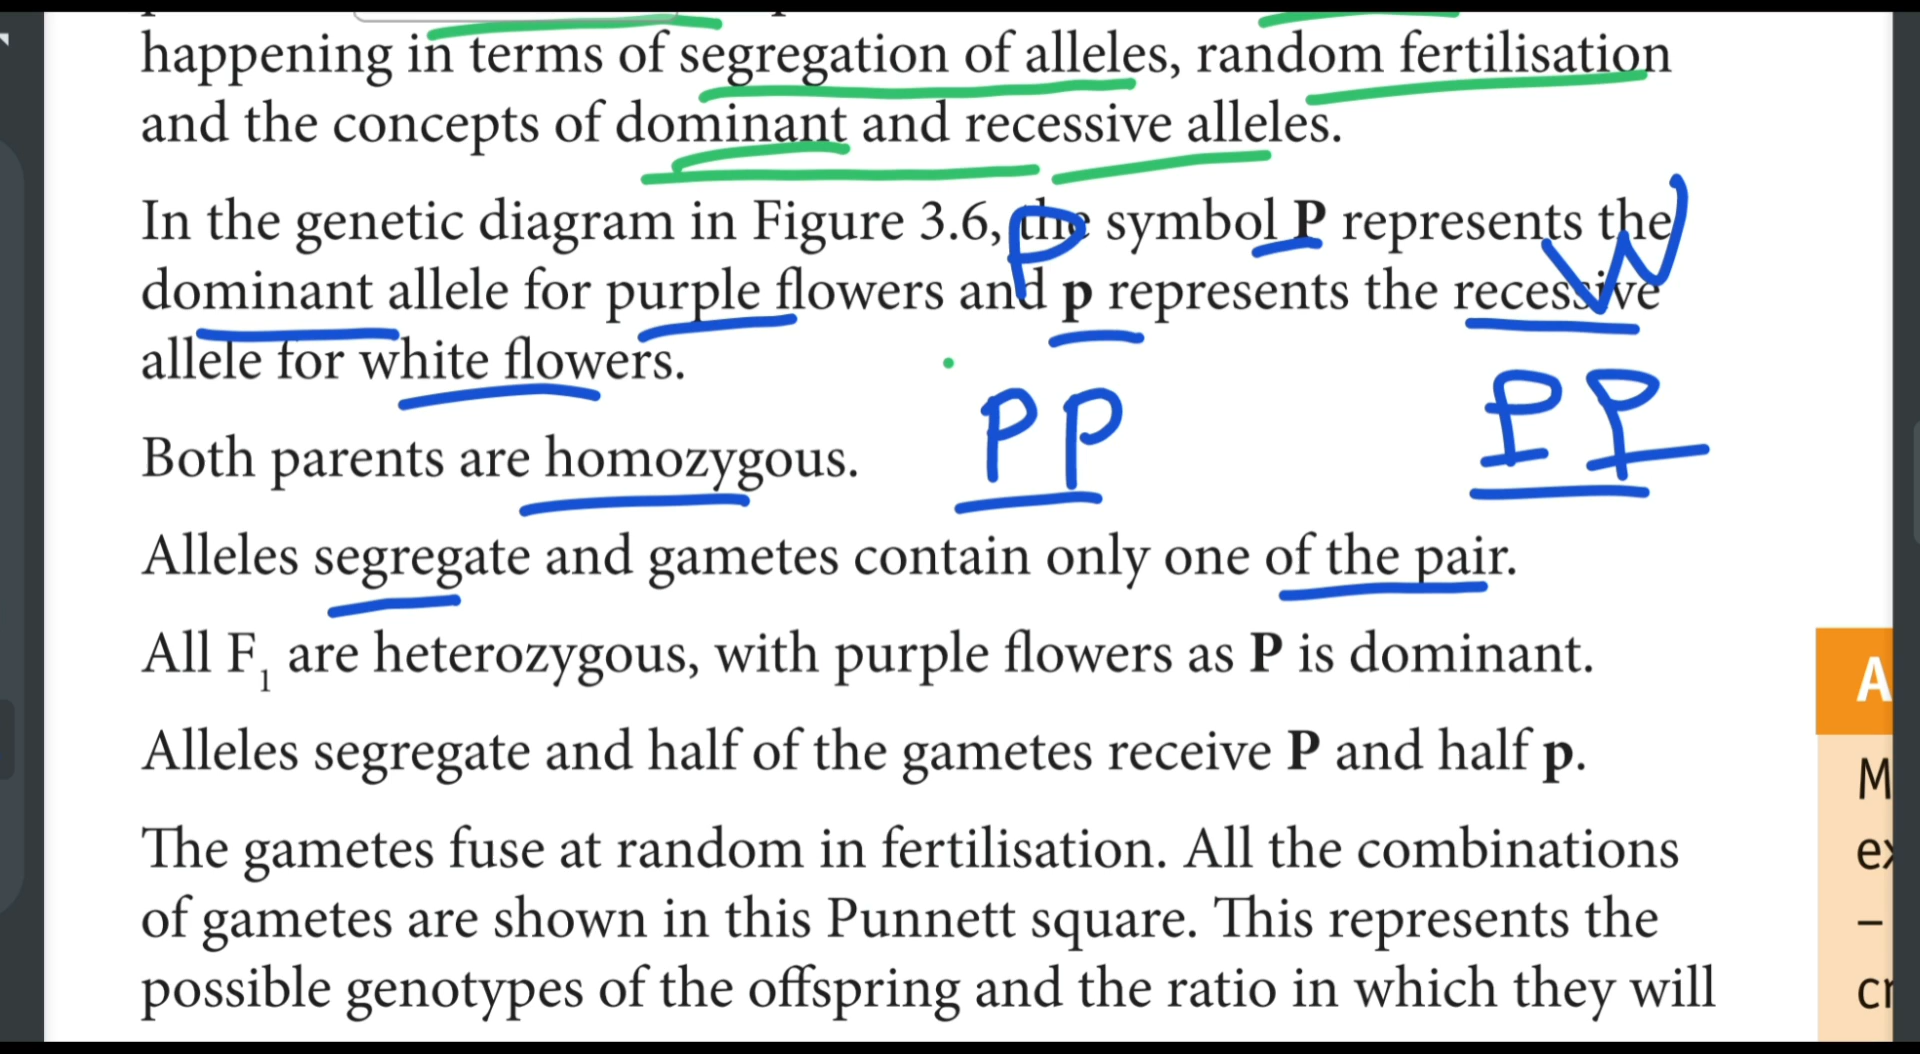 happening in terms of segregation of alleles, random fertilisation
and the concepts of dominant and recessive alleles.
In the genetic diagram in Figure 3.6, the symbol P represents the
P
W
dominant allele for purple flowers and p represents the recessive
allele for white flowers.
PP
PP
Both parents are homozygous.
Alleles segregate and gametes contain only one of the pair.
All F₁ are heterozygous, with purple flowers as P is dominant.
A
Alleles segregate and half of the gametes receive P and half p.
M
The gametes fuse at random in fertilisation. All the combinations
ex
of gametes are shown in this Punnett square. This represents the
–
possible genotypes of the offspring and the ratio in which they will
cr